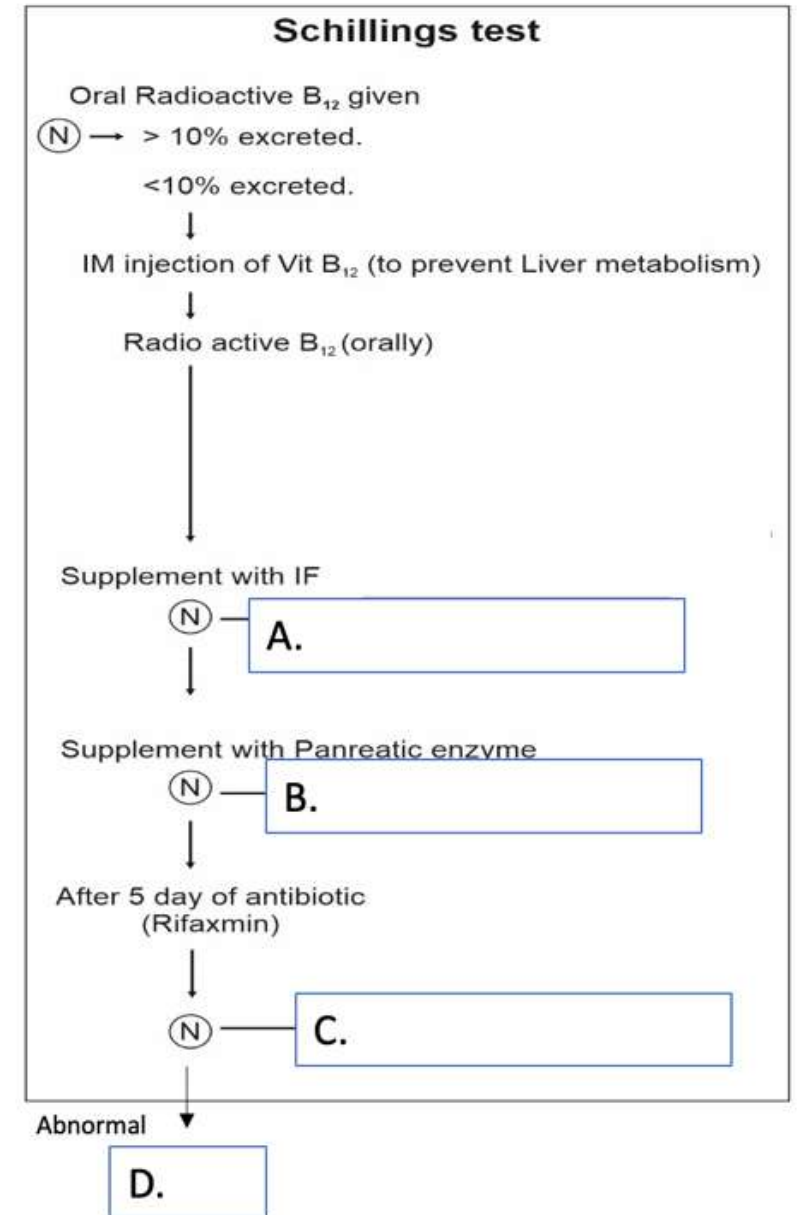 Schillings test
Oral Radioactive B₁₂ given
N → > 10% excreted.
<10% excreted.
IM injection of Vit B₁₂ (to prevent Liver metabolism)
Radio active B₁₂ (orally)
Supplement with IF
N
A.
Supplement with Panreatic enzyme
N
B.
After 5 day of antibiotic
(Rifaxmin)
N
C.
Abnormal
D.